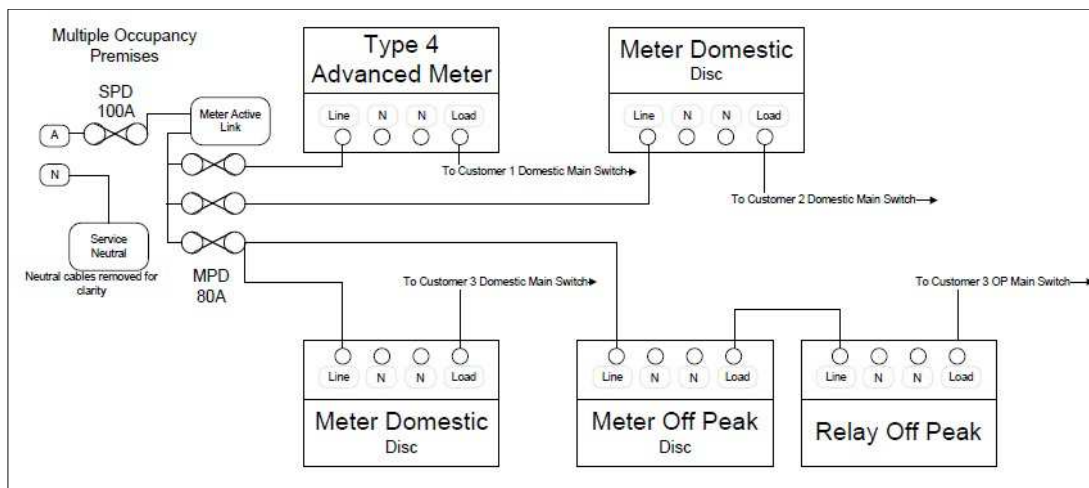 Multiple Occupancy
Premises
SPD
100A
A
Meter Active
Link
N
Service
Neutral
Neutral cables removed for
clarity
MPD
80A
Type 4
Advanced Meter
Line N N Load
To Customer 1 Domestic Main Switch
Meter Domestic
Disc
Line N N Load
To Customer 2 Domestic Main Switch
To Customer 3 Domestic Main Switch
Line N N Load
Meter Domestic
Disc
Line N N Load
Meter Off Peak
Disc
To Customer 3 OP Main Switch
Line N N Load
Relay Off Peak